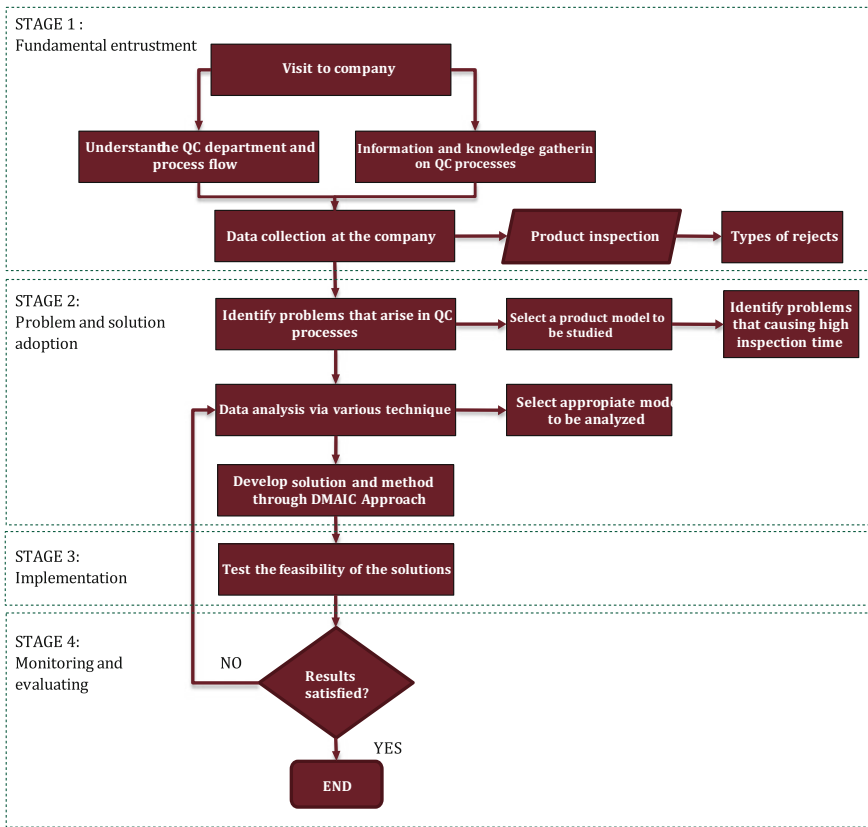 STAGE 1 :
Fundamental entrustment
Visit to company
Understand the QC department and
process flow
Information and knowledge gatherin
on QC processes
Data collection at the company
Product inspection
Types of rejects
STAGE 2:
Problem and solution
adoption
Identify problems that arise in QC
processes
Select a product model to
be studied
Identify problems
that causing high
inspection time
Data analysis via various technique
Select appropiate mode
to be analyzed
Develop solution and method
through DMAIC Approach
STAGE 3:
Implementation
Test the feasibility of the solutions
STAGE 4:
Monitoring and
evaluating
NO
Results
satisfied?
YES
END